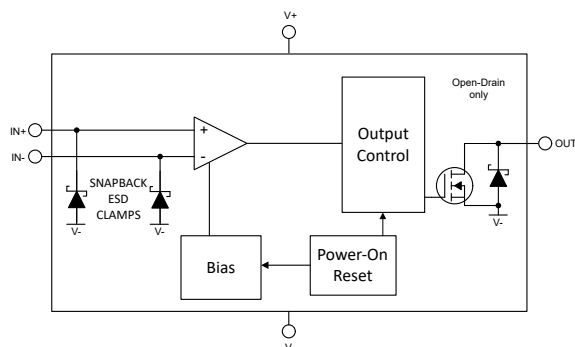 V+
Open-Drain
only
IN+
IN-
+
-
Output
Control
OUT
SNAPBACK
ESD
CLAMPS
V-
V-
V-
Bias
Power-On
Reset